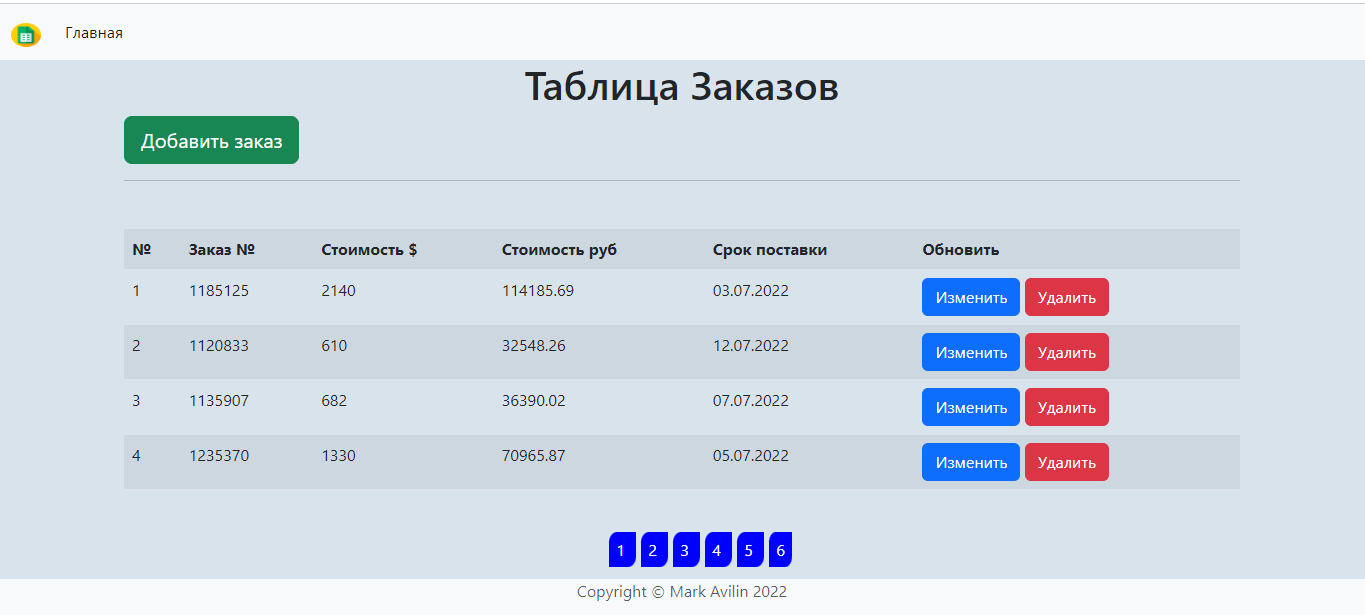 Главная
Таблица Заказов
Добавить заказ
№ Заказ № Стоимость $ Стоимость руб Срок поставки Обновить
1 1185125 2140 114185.69 03.07.2022 Изменить Удалить
2 1120833 610 32548.26 12.07.2022 Изменить Удалить
3 1135907 682 36390.02 07.07.2022 Изменить Удалить
4 1235370 1330 70965.87 05.07.2022 Изменить Удалить
1 2 3 4 5 6
Copyright © Mark Avilin 2022